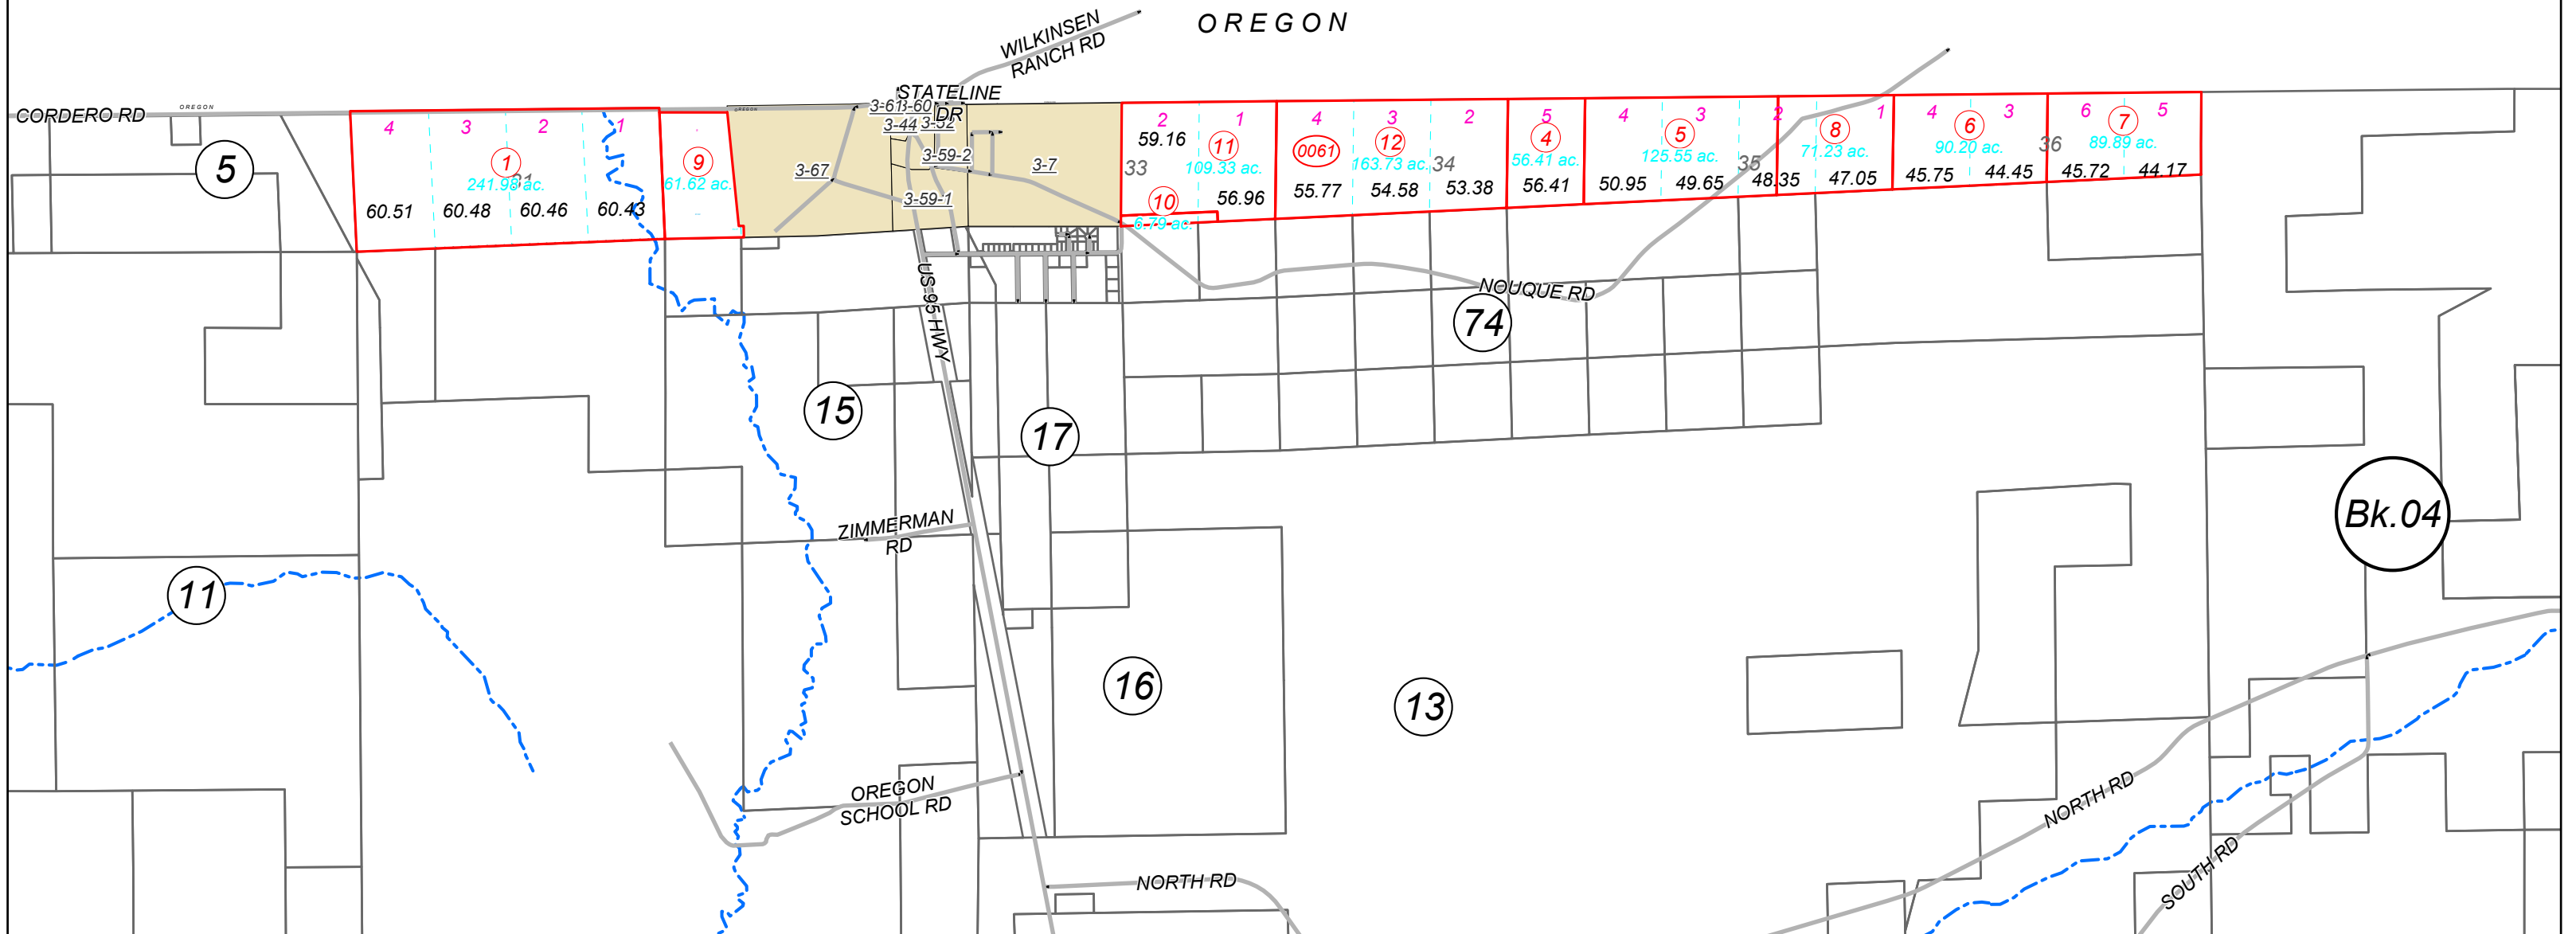 OREGON
WILKINSEN
RANCH RD
CORDERO RD
OREGON
OREGON
STATELINE
DR
3-61
3-60
3-44
3-52
3-59-2
3-67
3-7
3-59-1
4 3 2 1
1
241.98 ac.
60.51 60.48 60.46 60.43
9
61.62 ac.
2 1
59.16
11
33
109.33 ac.
56.96
10
6.79 ac.
4 3 2
0061
12
163.73 ac.
34
55.77 54.58 53.38
5
4
56.41 ac.
56.41
4 3 2 1
5
125.55 ac.
35
50.95 49.65 48.35 47.05
8
71.23 ac.
4 3
6
90.20 ac.
36
45.75 44.45
6 5
7
89.89 ac.
45.72 44.17
5
US-95 HWY
NOUQUE RD
74
15
17
Bk.04
ZIMMERMAN
RD
11
16
13
OREGON
SCHOOL RD
NORTH RD
NORTH RD
SOUTH RD